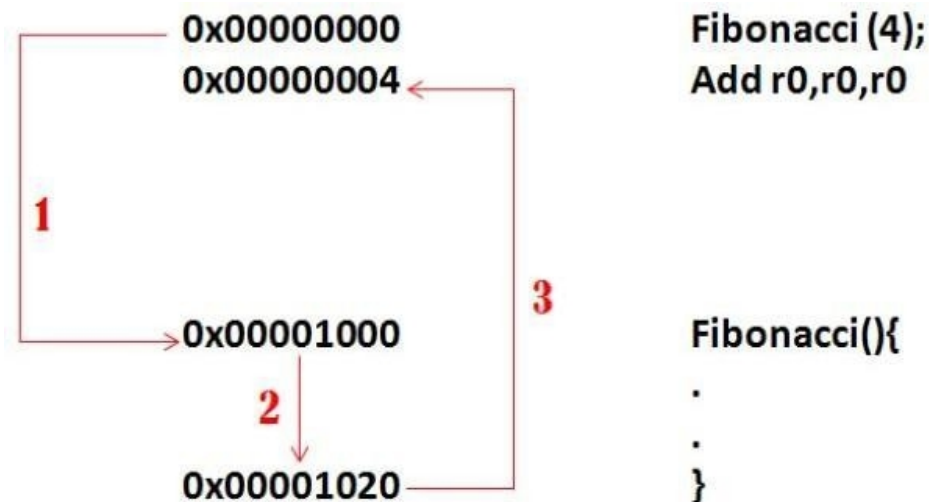 0x00000000 Fibonacci (4);
0x00000004 Add r0,r0,r0
1
3
0x00001000 Fibonacci(){
.
2
.
0x00001020 }